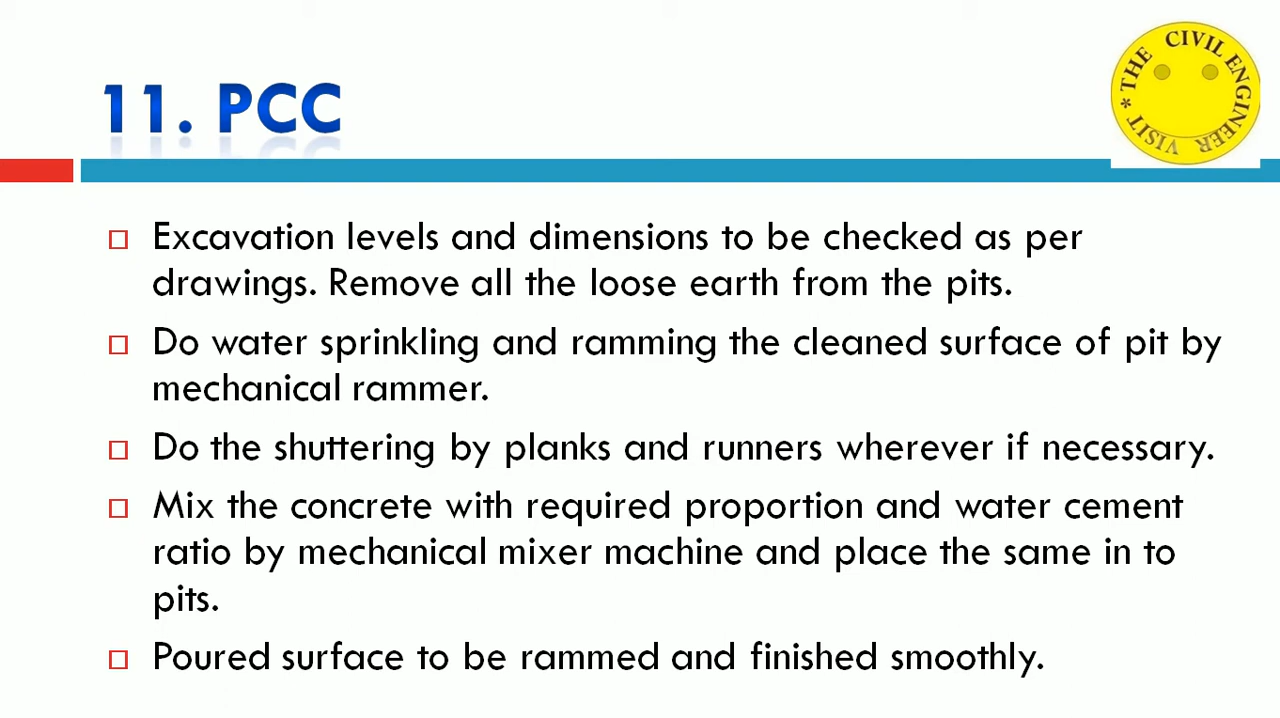 11. PCC
* THE CIVIL ENGINEER VISIT
Excavation levels and dimensions to be checked as per
drawings. Remove all the loose earth from the pits.
Do water sprinkling and ramming the cleaned surface of pit by
mechanical rammer.
Do the shuttering by planks and runners wherever if necessary.
Mix the concrete with required proportion and water cement
ratio by mechanical mixer machine and place the same in to
pits.
Poured surface to be rammed and finished smoothly.